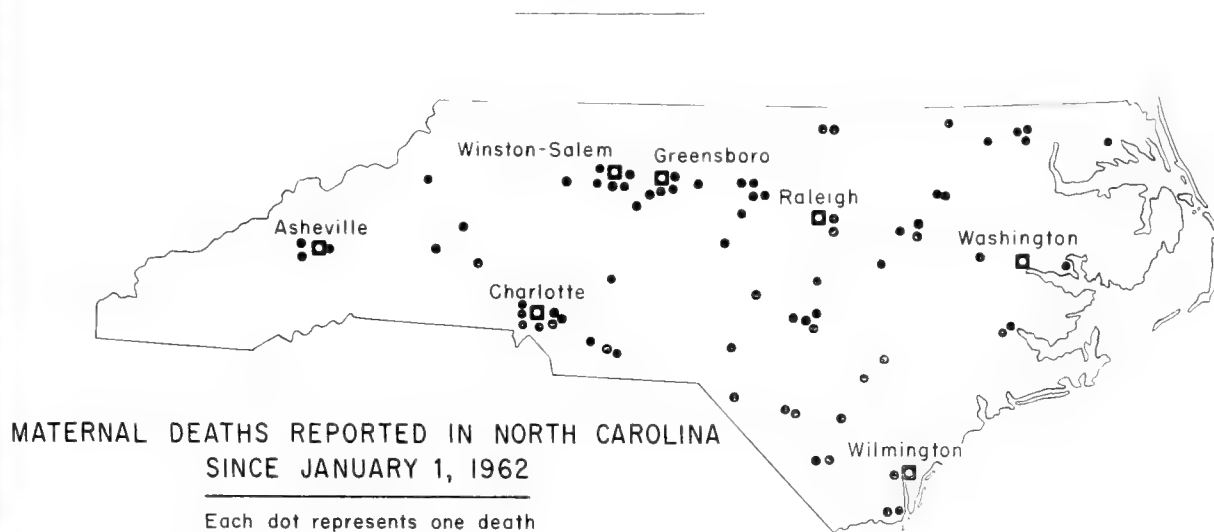 Winston-Salem
Greensboro
Raleigh
Asheville
Washington
Charlotte
Wilmington
MATERNAL DEATHS REPORTED IN NORTH CAROLINA
SINCE JANUARY 1, 1962
Each dot represents one death